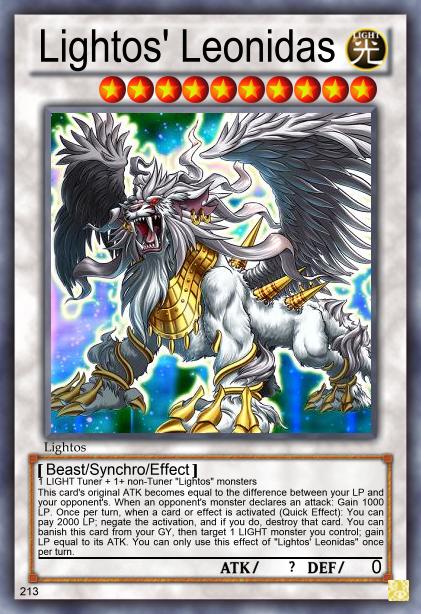 Lightos' Leonidas
LIGHT
光
Lightos
[ Beast/Synchro/Effect ]
1 LIGHT Tuner + 1+ non-Tuner "Lightos" monsters
This card's original ATK becomes equal to the difference between your LP and
your opponent's. When an opponent's monster declares an attack: Gain 1000
LP. Once per turn, when a card or effect is activated (Quick Effect): You can
pay 2000 LP; negate the activation, and if you do, destroy that card. You can
banish this card from your GY, then target 1 LIGHT monster you control; gain
LP equal to its ATK. You can only use this effect of "Lightos' Leonidas" once
per turn.
ATK/ ? DEF/ 0
213